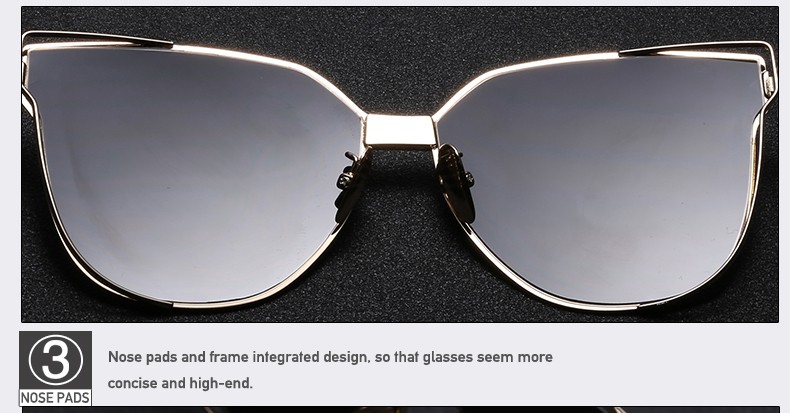 3
Nose pads and frame integrated design, so that glasses seem more
concise and high-end.
NOSE PADS